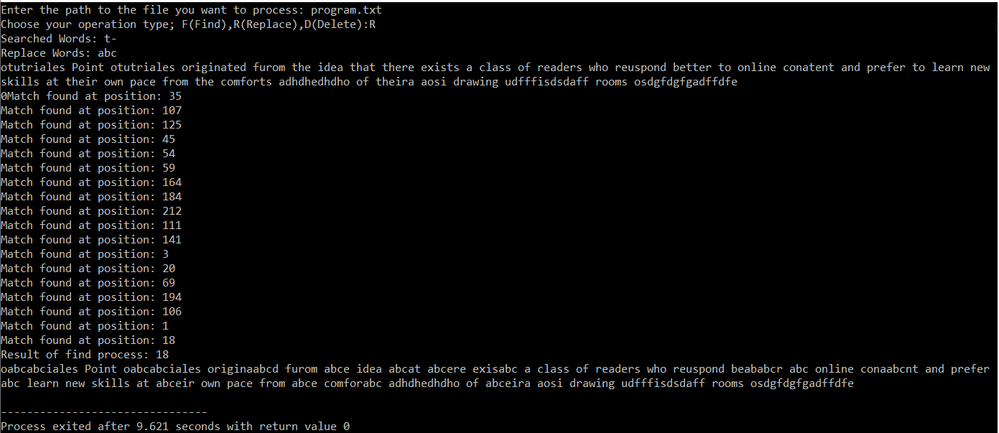 Enter the path to the file you want to process: program.txt
Choose your operation type; F(Find),R(Replace),D(Delete):R
Searched Words: t-
Replace Words: abc
otutriales Point otutriales originated furom the idea that there exists a class of readers who reuspond better to online conatent and prefer to learn new
skills at their own pace from the comforts adhdhedhdho of theira aosi drawing udfffisdsdaff rooms osdgfdgfgadffdfe
0Match found at position: 35
Match found at position: 107
Match found at position: 125
Match found at position: 45
Match found at position: 54
Match found at position: 59
Match found at position: 164
Match found at position: 184
Match found at position: 212
Match found at position: 111
Match found at position: 141
Match found at position: 3
Match found at position: 20
Match found at position: 69
Match found at position: 194
Match found at position: 106
Match found at position: 1
Match found at position: 18
Result of find process: 18
oabcabciales Point oabcabciales originaabcd furom abce idea abcat abcere exisabc a class of readers who reuspond beababcr abc online conaabcnt and prefer
abc learn new skills at abceir own pace from abce comforabc adhdhedhdho of abceira aosi drawing udfffisdsdaff rooms osdgfdgfgadffdfe
--------------------------------
Process exited after 9.621 seconds with return value 0